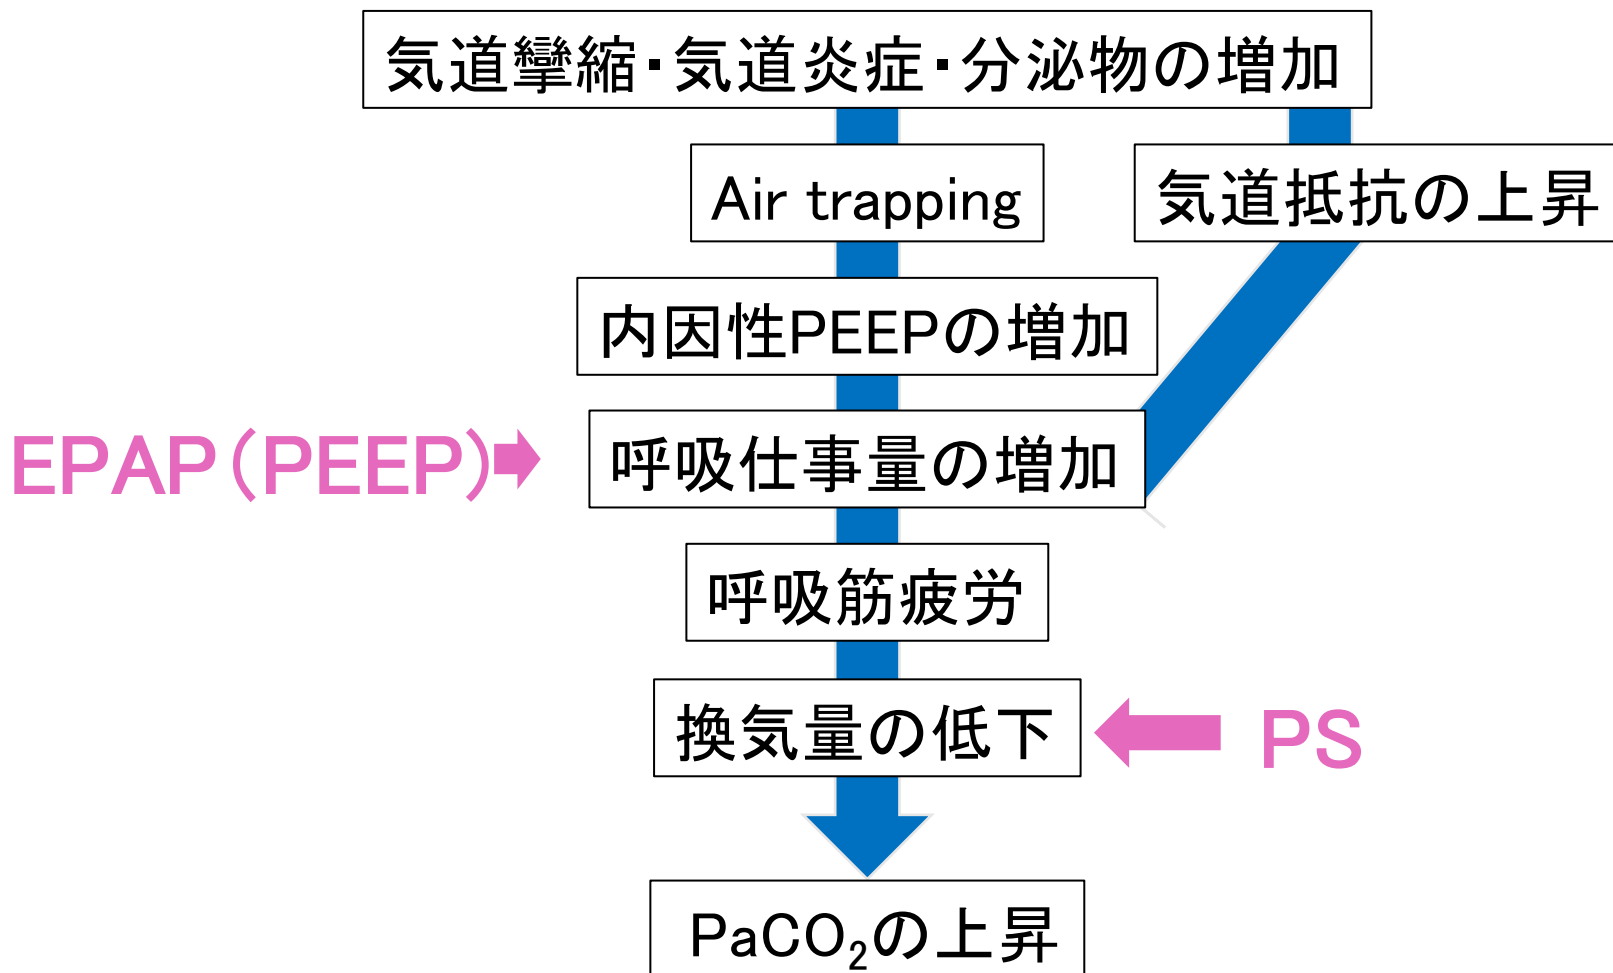 気道攣縮・気道炎症・分泌物の増加
Air trapping
気道抵抗の上昇
内因性PEEPの増加
EPAP(PEEP)
呼吸仕事量の増加
呼吸筋疲労
換気量の低下
PS
PaCO₂の上昇